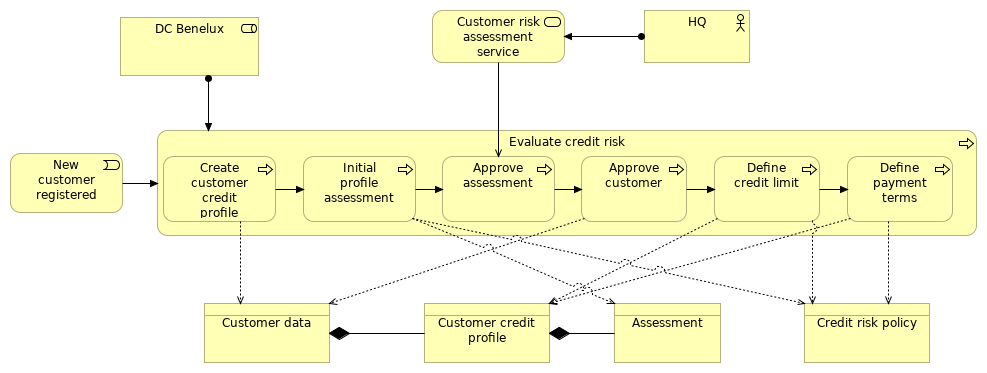 DC Benelux
Customer risk
assessment
service
HQ
Evaluate credit risk
New
customer
registered
Create
customer
credit
profile
Initial
profile
assessment
Approve
assessment
Approve
customer
Define
credit limit
Define
payment
terms
Customer data
Customer credit
profile
Assessment
Credit risk policy